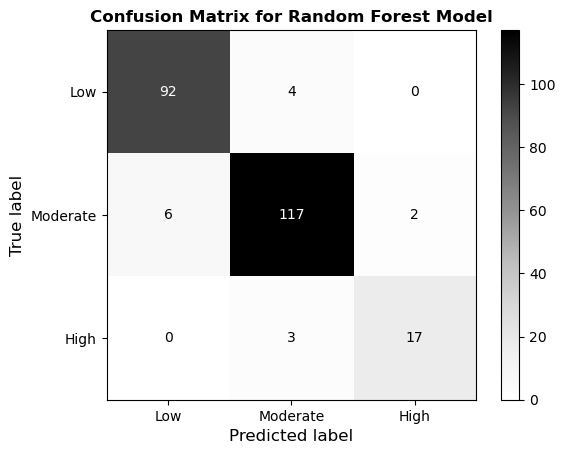 Confusion Matrix for Random Forest Model
True label
Low 92 4 0
Moderate 6 117 2
High 0 3 17
Low Moderate High
Predicted label
100
80
60
40
20
0